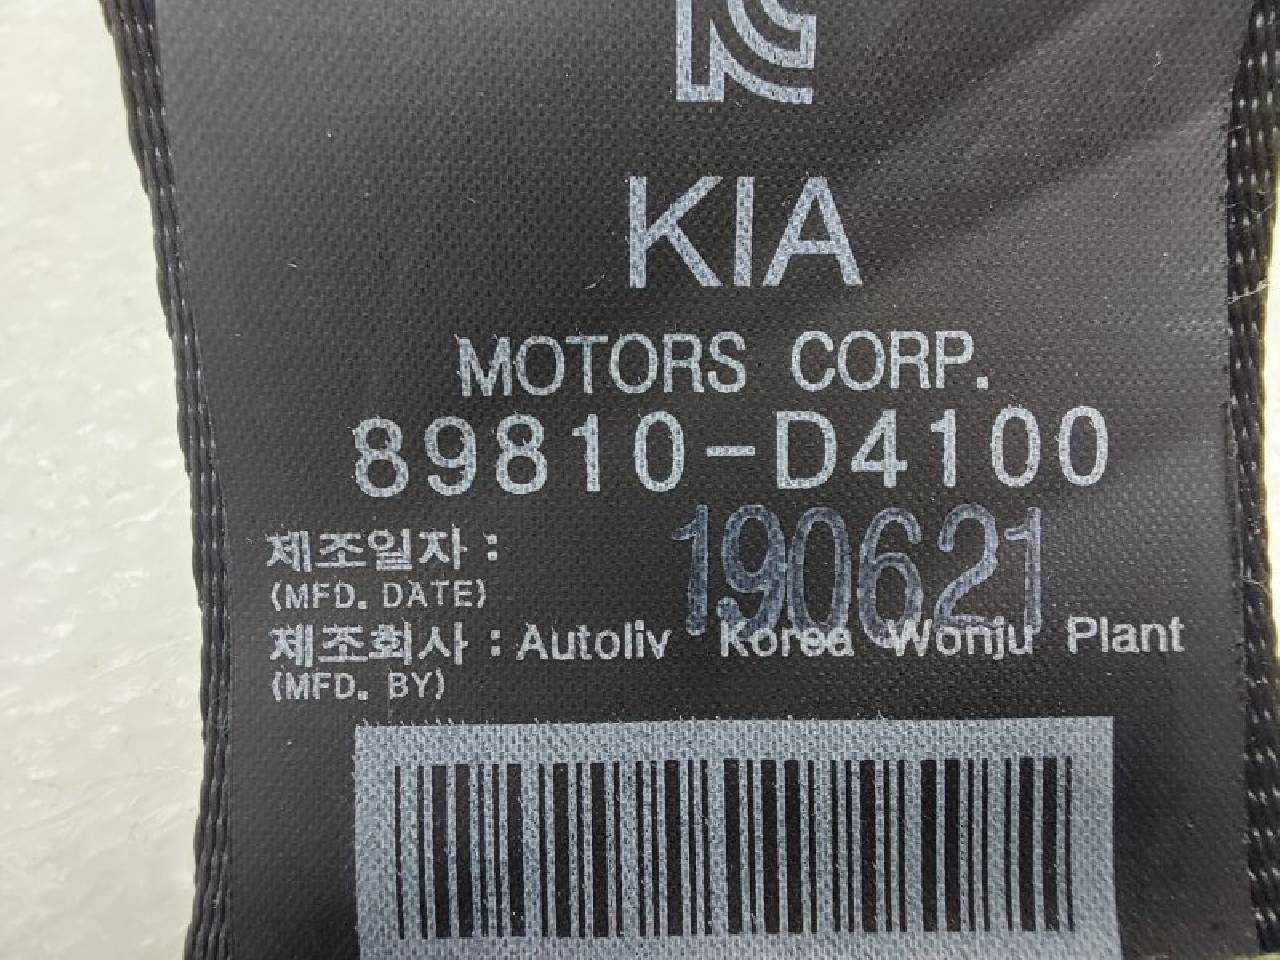 KIA
MOTORS CORP.
89810-D4100
제조일자 : 190621
(MFD. DATE)
제조회사 : Autoliv Korea Wonju Plant
(MFD. BY)